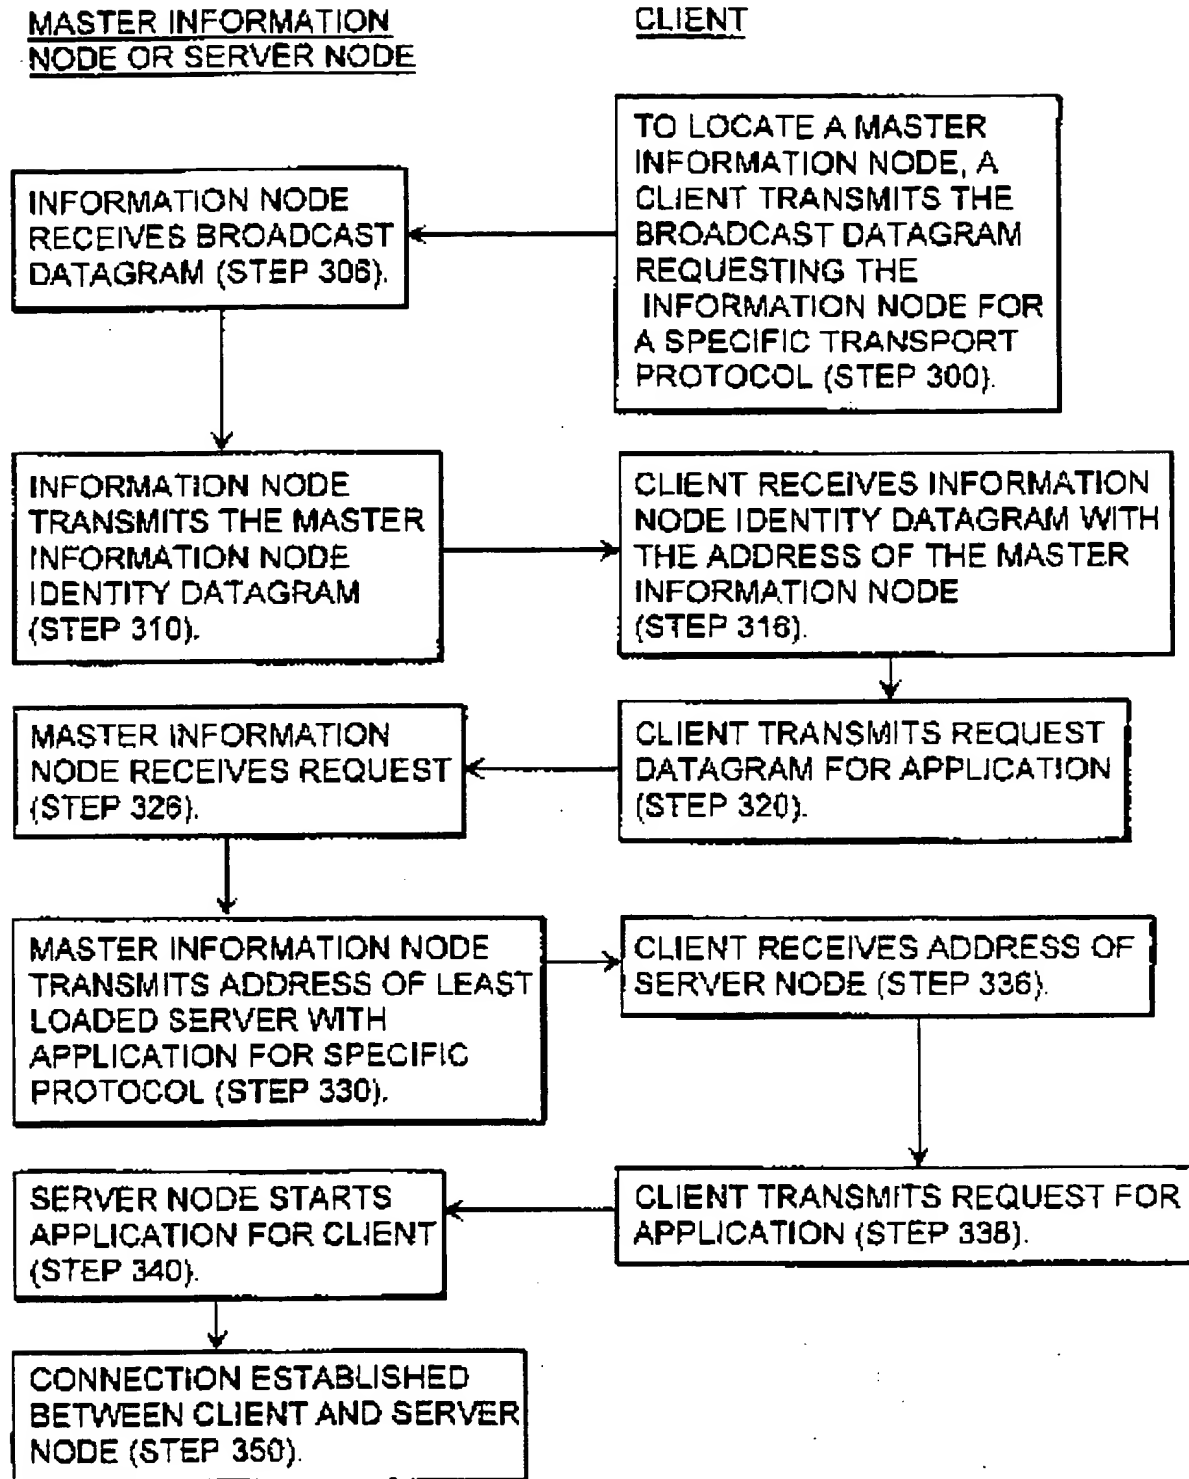 MASTER INFORMATION
NODE OR SERVER NODE
CLIENT
TO LOCATE A MASTER
INFORMATION NODE, A
CLIENT TRANSMITS THE
BROADCAST DATAGRAM
REQUESTING THE
INFORMATION NODE FOR
A SPECIFIC TRANSPORT
PROTOCOL (STEP 300).
INFORMATION NODE
RECEIVES BROADCAST
DATAGRAM (STEP 306).
INFORMATION NODE
TRANSMITS THE MASTER
INFORMATION NODE
IDENTITY DATAGRAM
(STEP 310).
CLIENT RECEIVES INFORMATION
NODE IDENTITY DATAGRAM WITH
THE ADDRESS OF THE MASTER
INFORMATION NODE
(STEP 316).
CLIENT TRANSMITS REQUEST
DATAGRAM FOR APPLICATION
(STEP 320).
MASTER INFORMATION
NODE RECEIVES REQUEST
(STEP 326).
MASTER INFORMATION NODE
TRANSMITS ADDRESS OF LEAST
LOADED SERVER WITH
APPLICATION FOR SPECIFIC
PROTOCOL (STEP 330).
CLIENT RECEIVES ADDRESS OF
SERVER NODE (STEP 336).
CLIENT TRANSMITS REQUEST FOR
APPLICATION (STEP 338).
SERVER NODE STARTS
APPLICATION FOR CLIENT
(STEP 340).
CONNECTION ESTABLISHED
BETWEEN CLIENT AND SERVER
NODE (STEP 350).